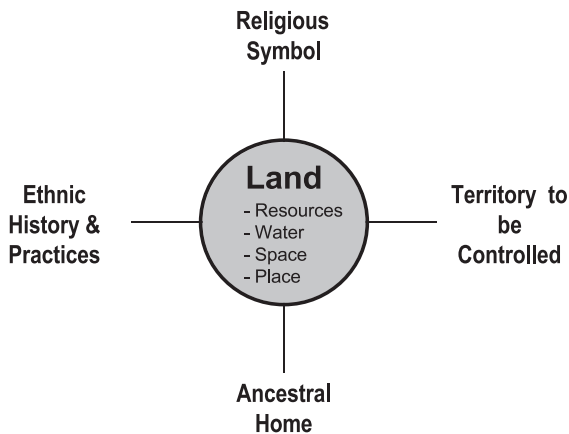 Religious
Symbol
Ethnic
History &
Practices
Land
- Resources
- Water
- Space
- Place
Territory to
be
Controlled
Ancestral
Home